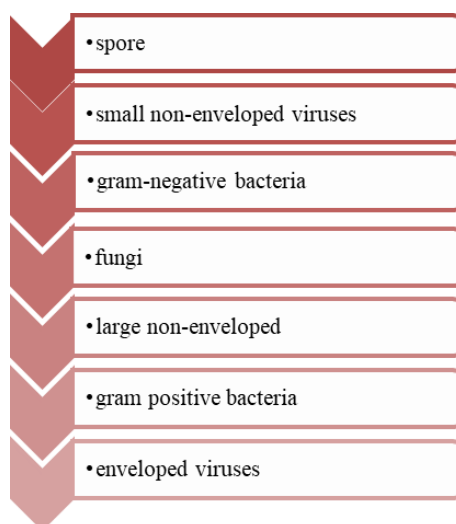 •spore
•small non-enveloped viruses
•gram-negative bacteria
•fungi
•large non-enveloped
•gram positive bacteria
•enveloped viruses